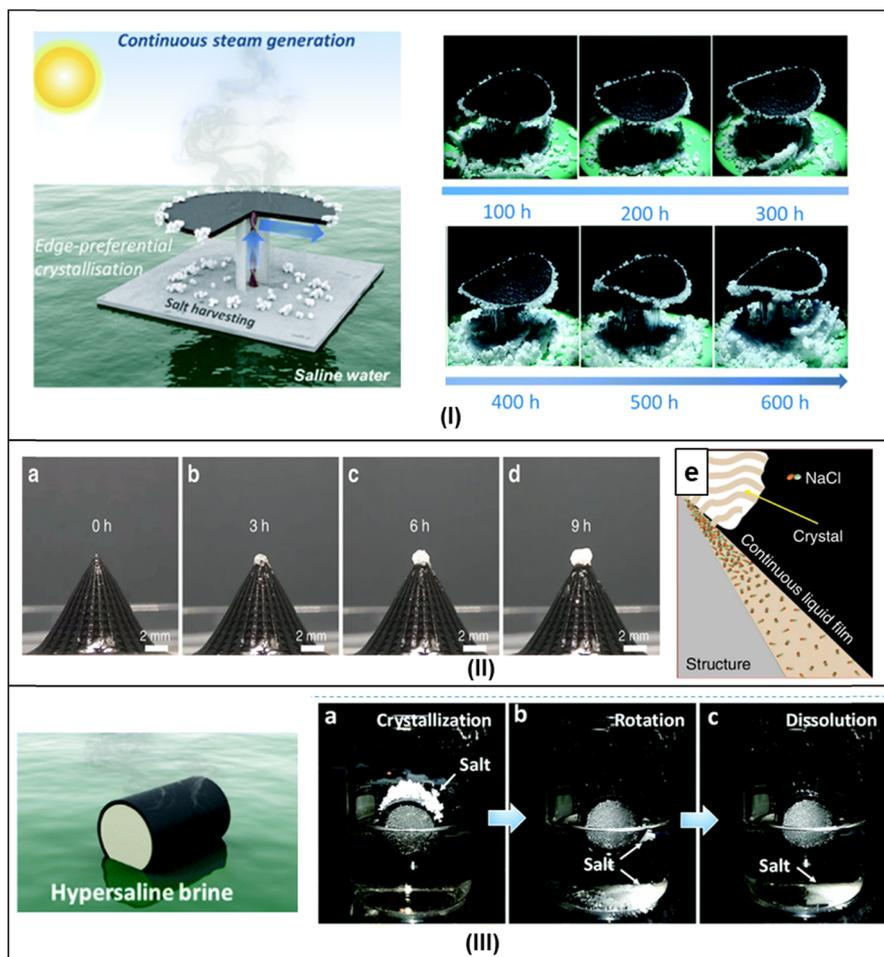 Continuous steam generation
Edge-preferential
crystallisation
Salt harvesting
Saline water
100 h
200 h
300 h
400 h
500 h
600 h
(I)
a
0 h
2 mm
b
3 h
2 mm
c
6 h
2 mm
d
9 h
2 mm
e
NaCl
Crystal
Continuous liquid film
Structure
(II)
Hypersaline brine
a
Crystallization
Salt
b
Rotation
Salt
c
Dissolution
Salt
(III)